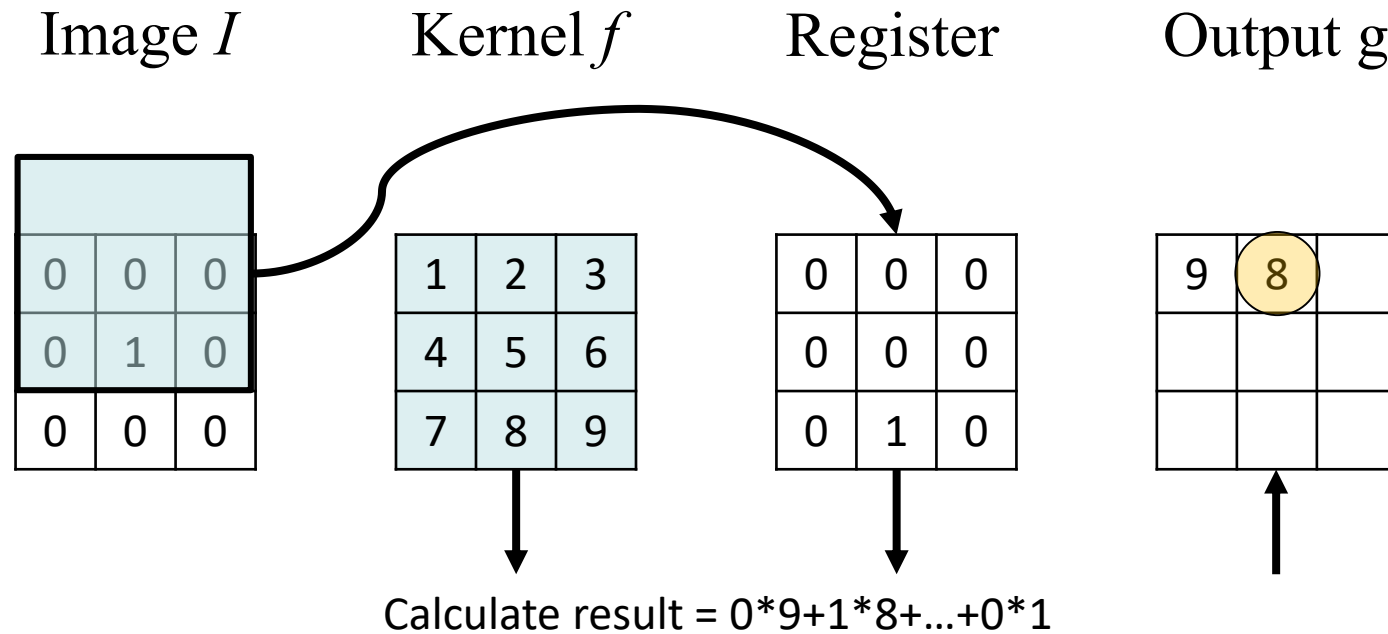 Image I Kernel f Register Output g
0 0 0 1 2 3 0 0 0 9 8
0 1 0 4 5 6 0 0 0
0 0 0 7 8 9 0 1 0
Calculate result = 0*9+1*8+…+0*1